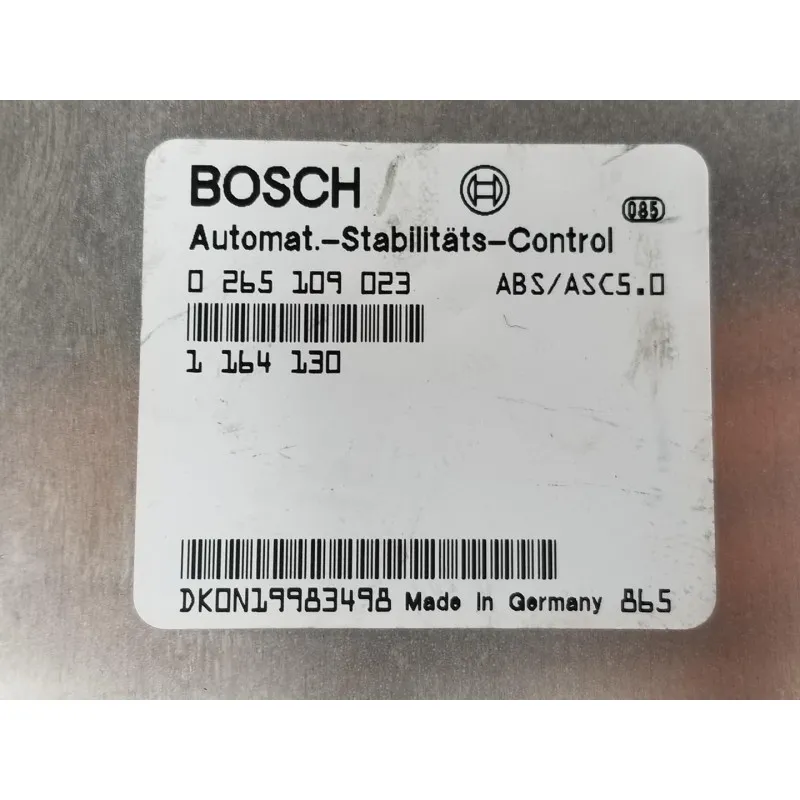 BOSCH
085
Automat.-Stabilitäts-Control
0 265 109 023 ABS/ASC5.0
1 164 130
DK0N19983498 Made in Germany 865